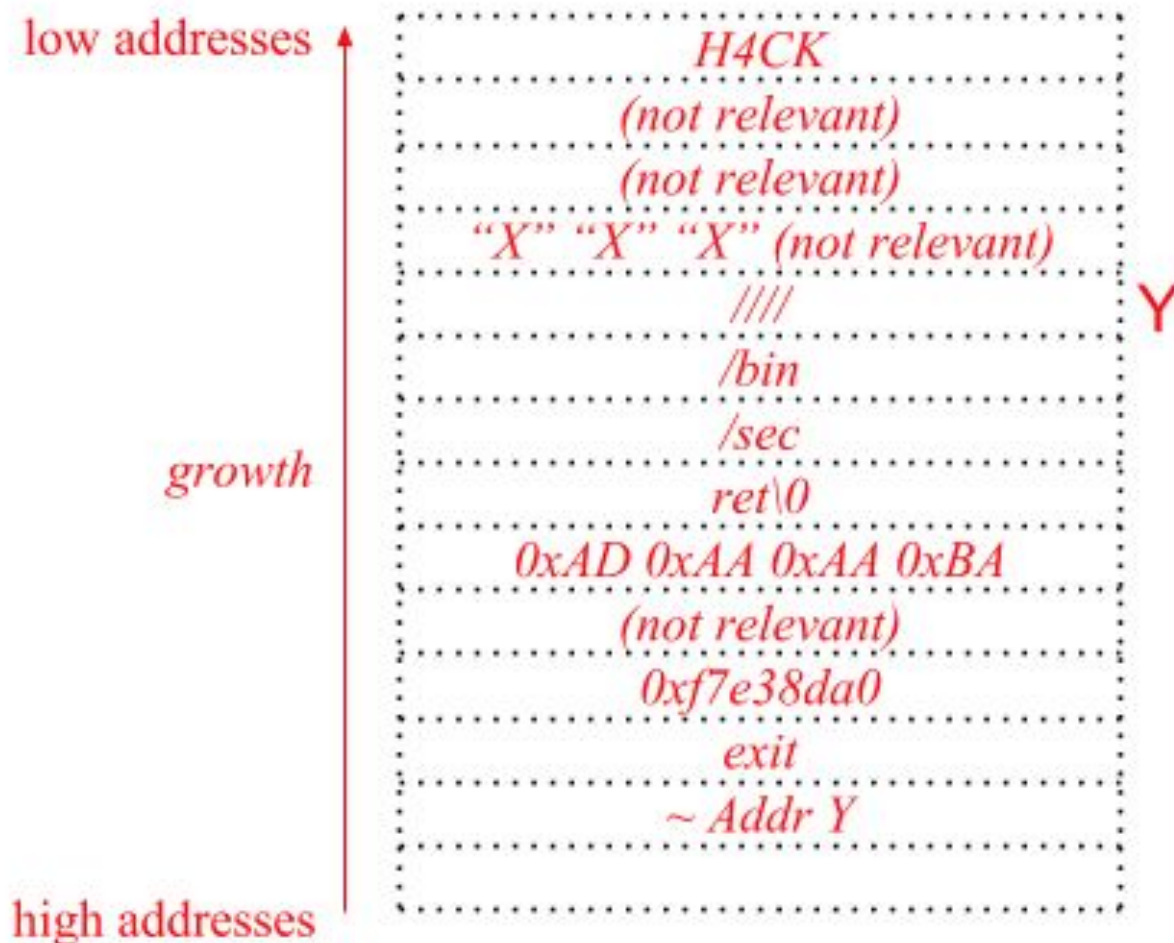 low addresses
H4CK
(not relevant)
(not relevant)
“X” “X” “X” (not relevant)
////
Y
/bin
/sec
growth
ret\0
0xAD 0xAA 0xAA 0xBA
(not relevant)
0xf7e38da0
exit
~ Addr Y
high addresses